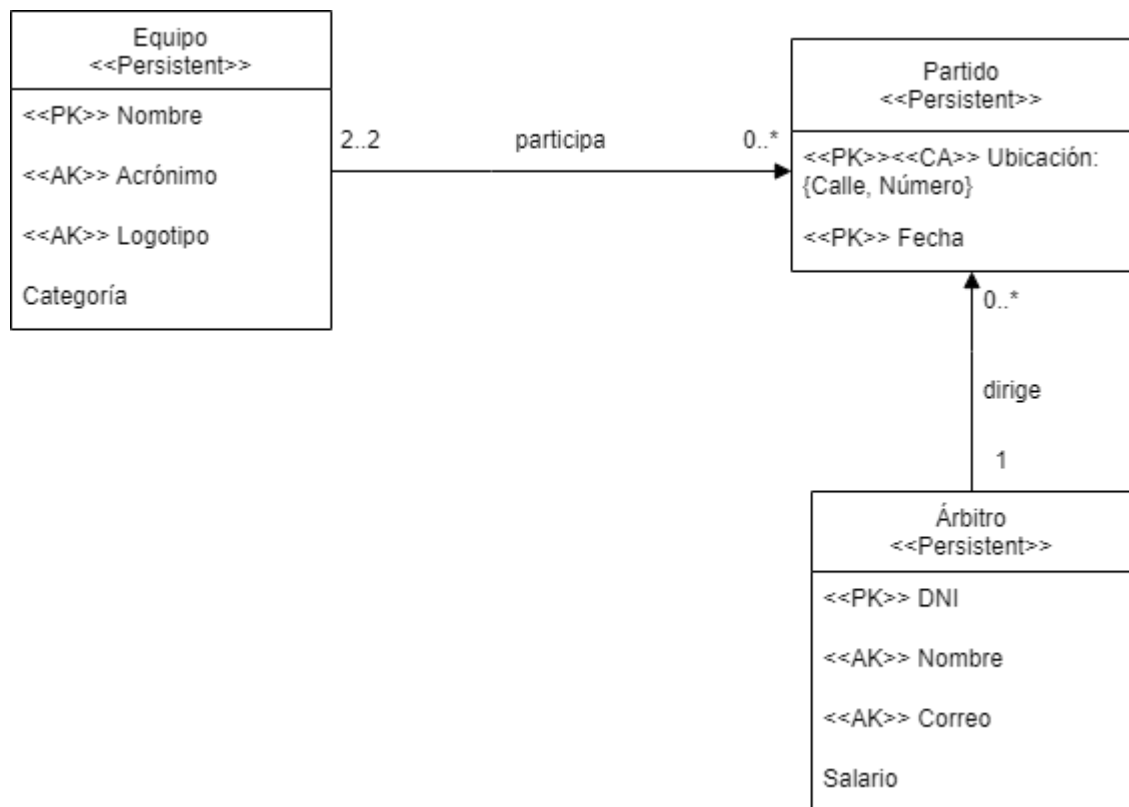 Equipo
<<Persistent>>
<<PK>> Nombre
<<AK>> Acrónimo
<<AK>> Logotipo
Categoría
2..2
participa
0..*
Partido
<<Persistent>>
<<PK>><<CA>> Ubicación:
{Calle, Número}
<<PK>> Fecha
0..*
dirige
1
Árbitro
<<Persistent>>
<<PK>> DNI
<<AK>> Nombre
<<AK>> Correo
Salario